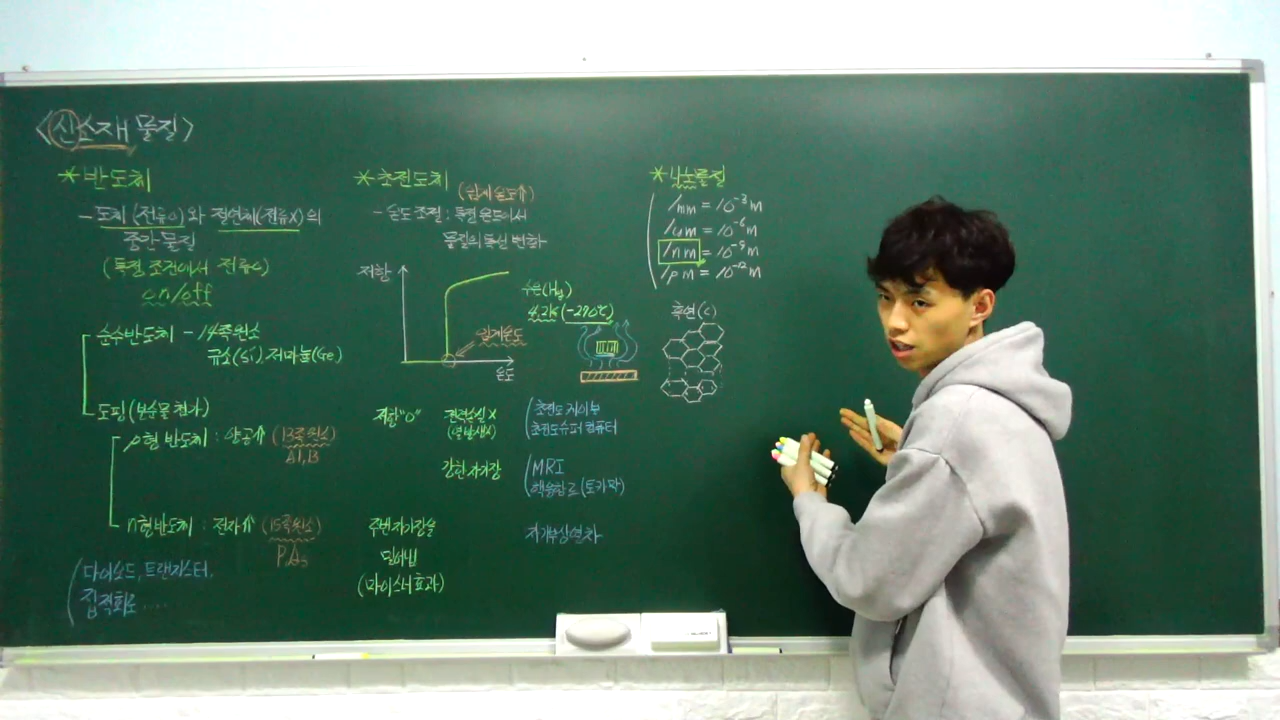 <신소재 물질>
* 반도체
- 도체(전류O)와 절연체(전류X)의
중간 물질
(특정 조건에서 전류O)
on/off
순수반도체 - 14족원소
규소(Si), 저마늄(Ge)
도핑(불순물 첨가)
p형 반도체 : 양공↑ (13족원소)
Al, B
n형 반도체 : 전자↑ (15족원소)
P, As
다이오드, 트랜지스터,
집적회로 ....
* 초전도체
(임계온도↑)
- 온도 조절 : 특정 온도에서
물질의 특성 변화
저항
임계온도
온도
수은(Hg)
4.2K(-270℃)
저항"0"
전력손실X
(열발생X)
초전도 케이블
초전도 슈퍼 컴퓨터
강한 자기장
MRI
핵융합로(토카막)
주변 자기장을
밀어냄
(마이스너 효과)
자기부상열차
* 나노물질
1mm = 10⁻³m
1μm = 10⁻⁶m
1nm = 10⁻⁹m
1pm = 10⁻¹²m
흑연(C)